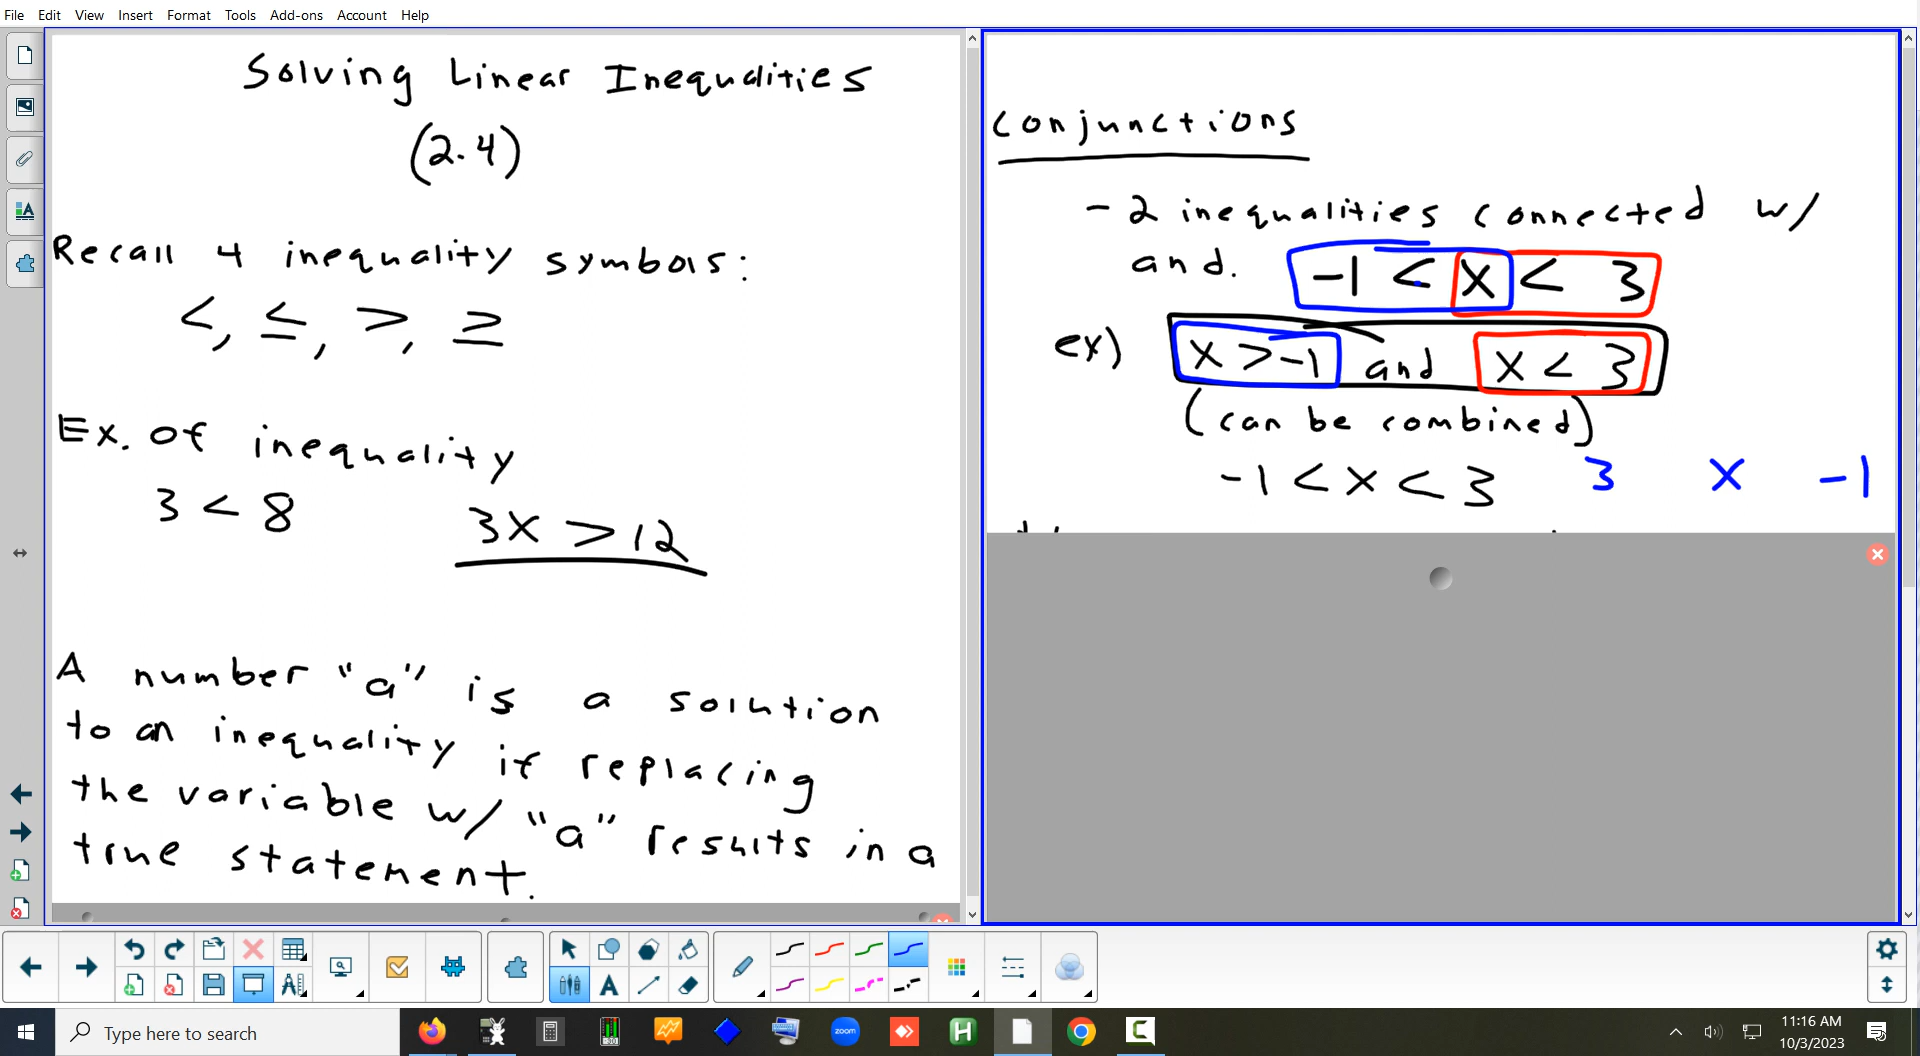 File Edit View Insert Format Tools Add-ons Account Help
Solving Linear Inequalities
(2.4)
Recall 4 inequality symbols:
<, ≤, >, ≥
Ex. of inequality
3 < 8
3x > 12
A number "a" is a solution
to an inequality if replacing
the variable w/ "a" results in a
true statement.
Conjunctions
- 2 inequalities connected w/
and. -1 < x < 3
ex) x > -1 and x < 3
(can be combined)
-1 < x < 3 3 x -1
Type here to search
zoom
11:16 AM
10/3/2023